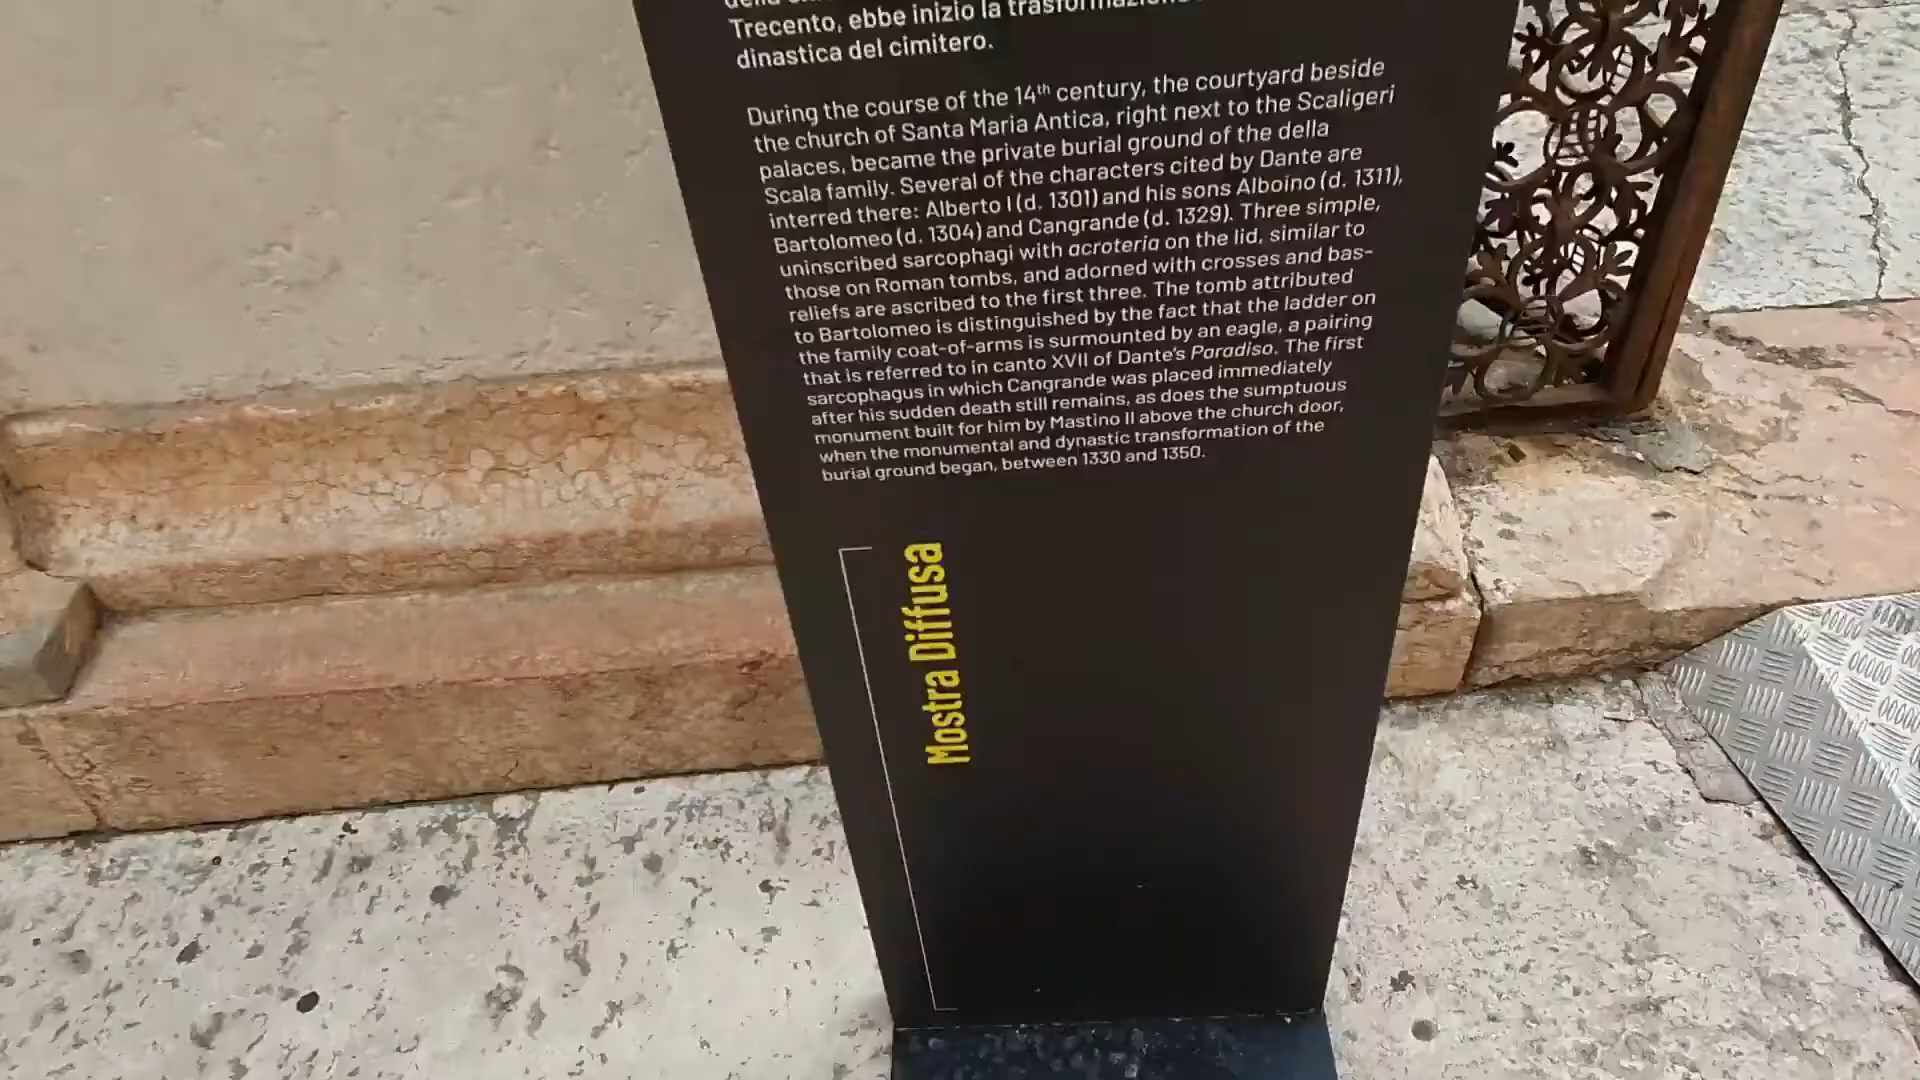 Trecento, ebbe inizio la
dinastica del cimitero.
During the course of the 14th century, the courtyard beside
the church of Santa Maria Antica, right next to the Scaligeri
palaces, became the private burial ground of the della
Scala family. Several of the characters cited by Dante are
interred there: Alberto I (d. 1301) and his sons Alboino (d. 1311),
Bartolomeo (d. 1304) and Cangrande (d. 1329). Three simple,
uninscribed sarcophagi with acroteria on the lid, similar to
those on Roman tombs, and adorned with crosses and bas-
reliefs are ascribed to the first three. The tomb attributed
to Bartolomeo is distinguished by the fact that the ladder on
the family coat-of-arms is surmounted by an eagle, a pairing
that is referred to in canto XVII of Dante's Paradiso. The first
sarcophagus in which Cangrande was placed immediately
after his sudden death still remains, as does the sumptuous
monument built for him by Mastino II above the church door,
when the monumental and dynastic transformation of the
burial ground began, between 1330 and 1350.
Mostra Diffusa